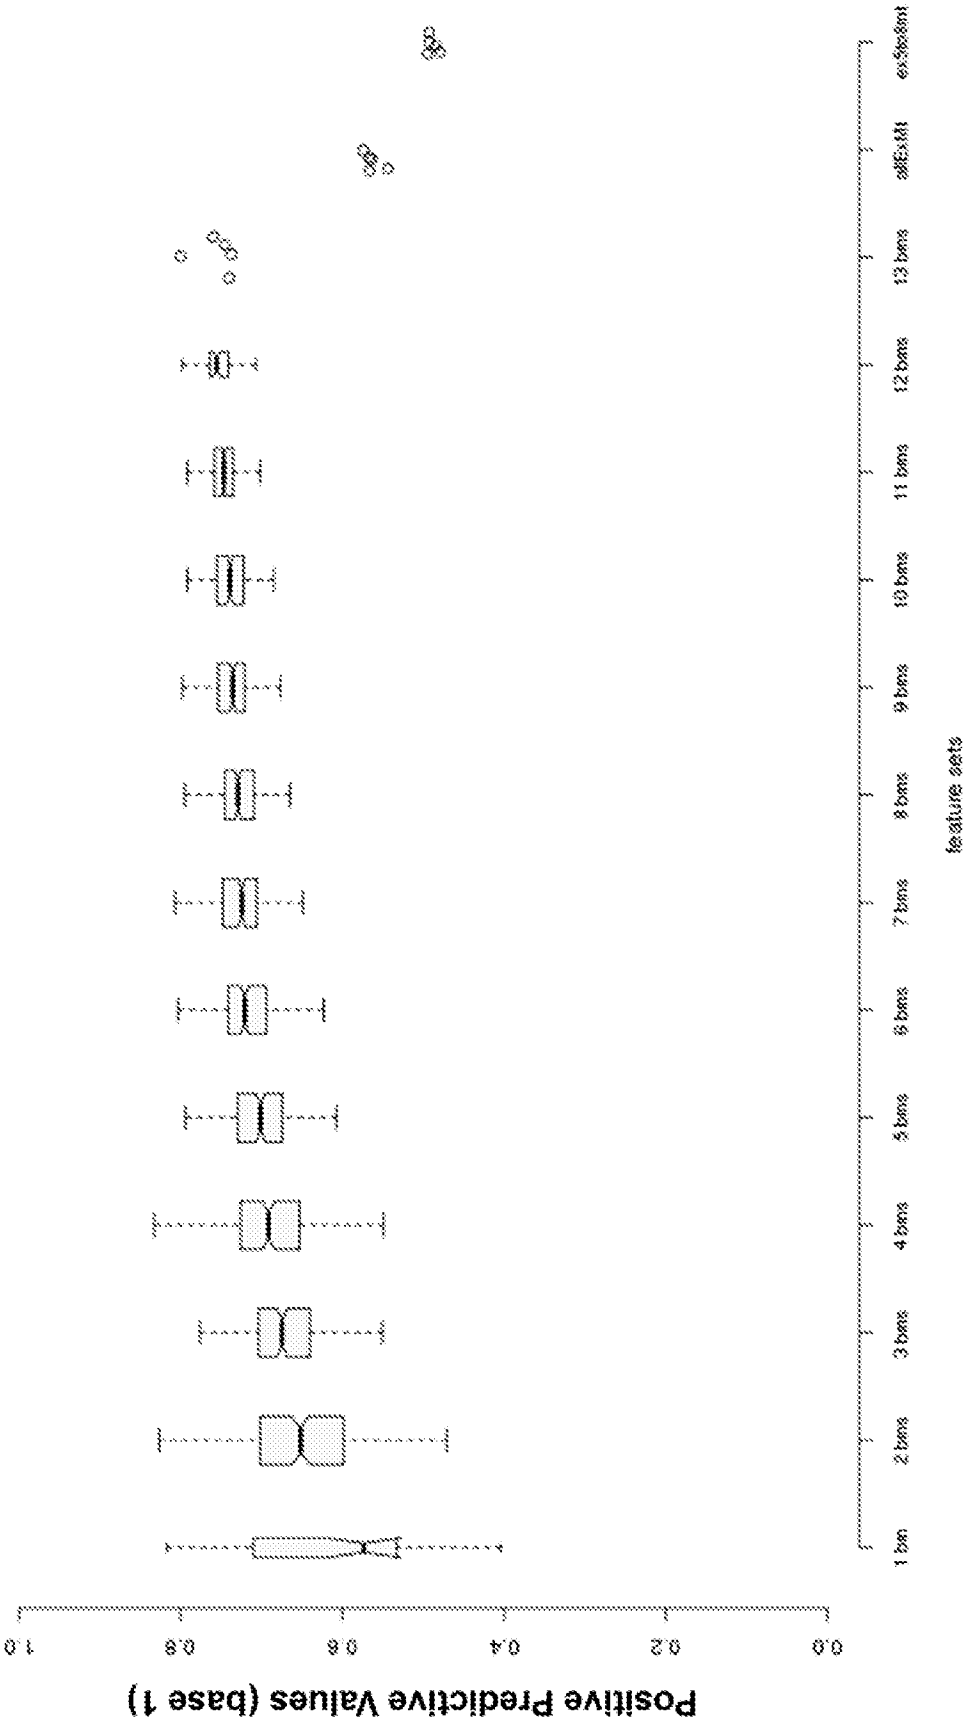 Positive Predictive Values (base 1)
0.0 0.2 0.4 0.6 0.8 1.0
1 bm 2 bms 3 bms 4 bms 5 bms 6 bms 7 bms 8 bms 9 bms 10 bms 11 bms 12 bms 13 bms
feature sets